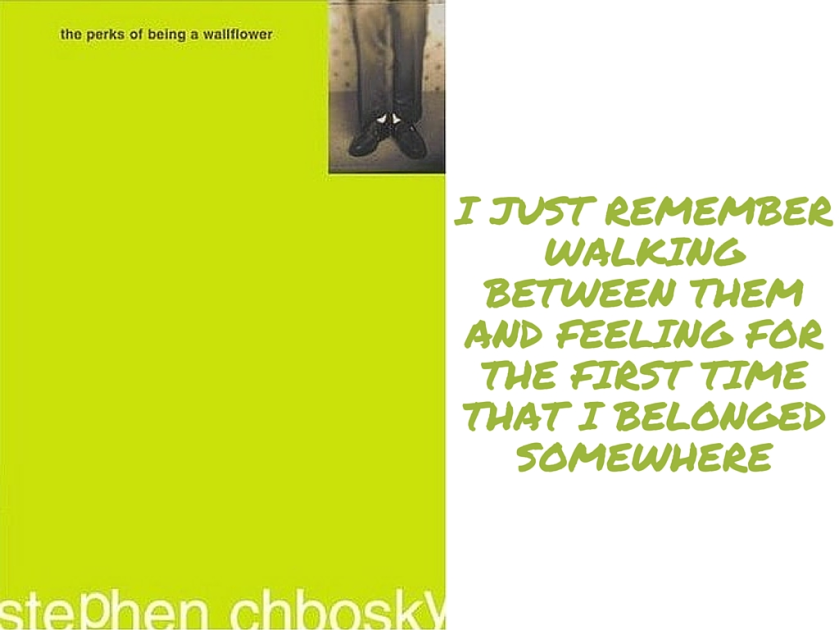 the perks of being a wallflower
stephen chbosky
I JUST REMEMBER
WALKING
BETWEEN THEM
AND FEELING FOR
THE FIRST TIME
THAT I BELONGED
SOMEWHERE